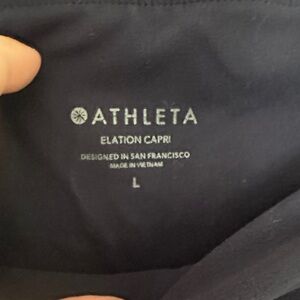 ATHLETA
ELATION CAPRI
DESIGNED IN SAN FRANCISCO
MADE IN VIETNAM
L